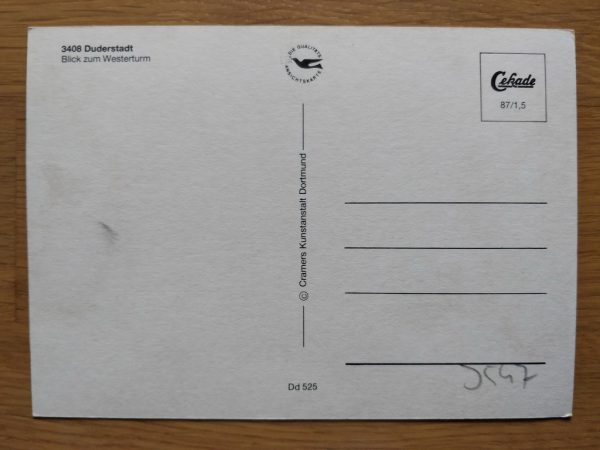 3408 Duderstadt
Blick zum Westerturm
DIE QUALITÄTS
ANSICHTSKARTE
Cekade
87/1,5
© Cramers Kunstanstalt Dortmund
Dd 525